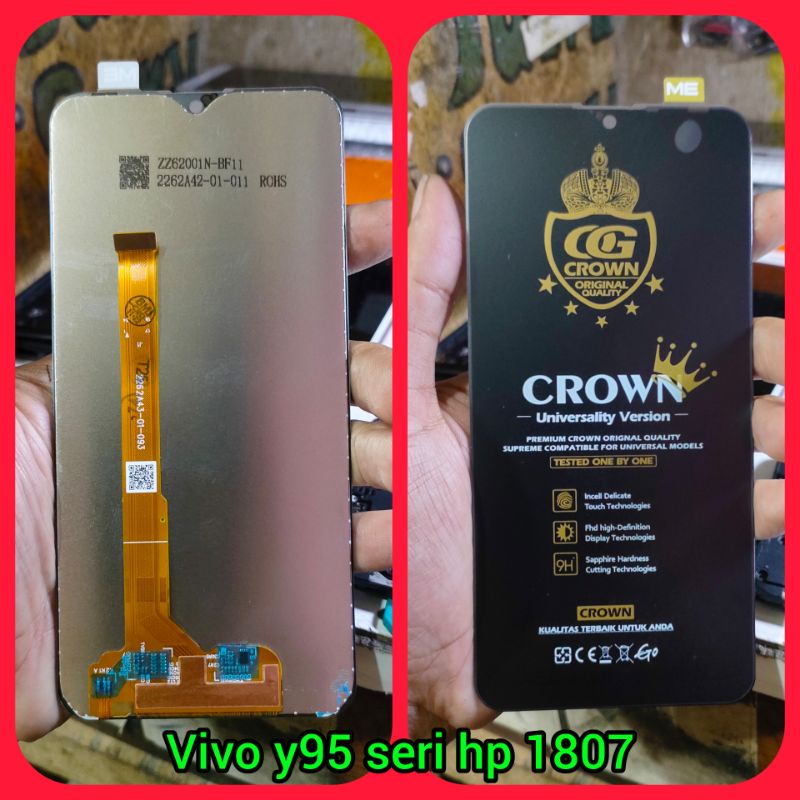 ZZ62001N-BF11
2262A42-01-011 ROHS
2262A43-01-093
ME
CG
CROWN
ORIGINAL
QUALITY
CROWN
Universality Version
PREMIUM CROWN ORIGNAL QUALITY
SUPREME COMPATIBLE FOR UNIVERSAL MODELS
TESTED ONE BY ONE
Incell Delicate
Touch Technologies
Fhd high-Definition
Display Technologies
9H
Sapphire Hardness
Cutting Technologies
CROWN
KUALITAS TERBAIK UNTUK ANDA
CE
Vivo y95 seri hp 1807